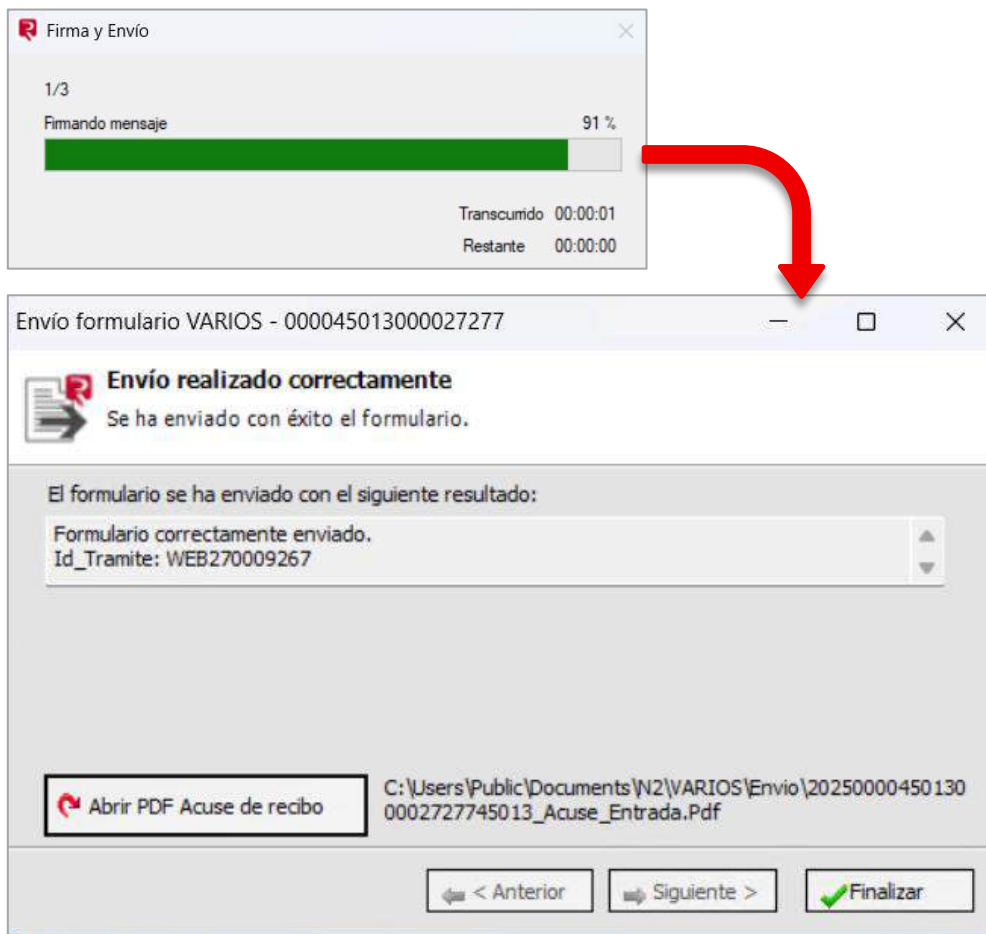 Firma y Envío
1/3
Firmando mensaje 91 %
Transcurrido 00:00:01
Restante 00:00:00
Envío formulario VARIOS - 000045013000027277
Envío realizado correctamente
Se ha enviado con éxito el formulario.
El formulario se ha enviado con el siguiente resultado:
Formulario correctamente enviado.
Id_Tramite: WEB270009267
Abrir PDF Acuse de recibo
C:\Users\Public\Documents\N2\VARIOS\Envio\20250000450130
0002727745013_Acuse_Entrada.Pdf
< Anterior
Siguiente >
Finalizar